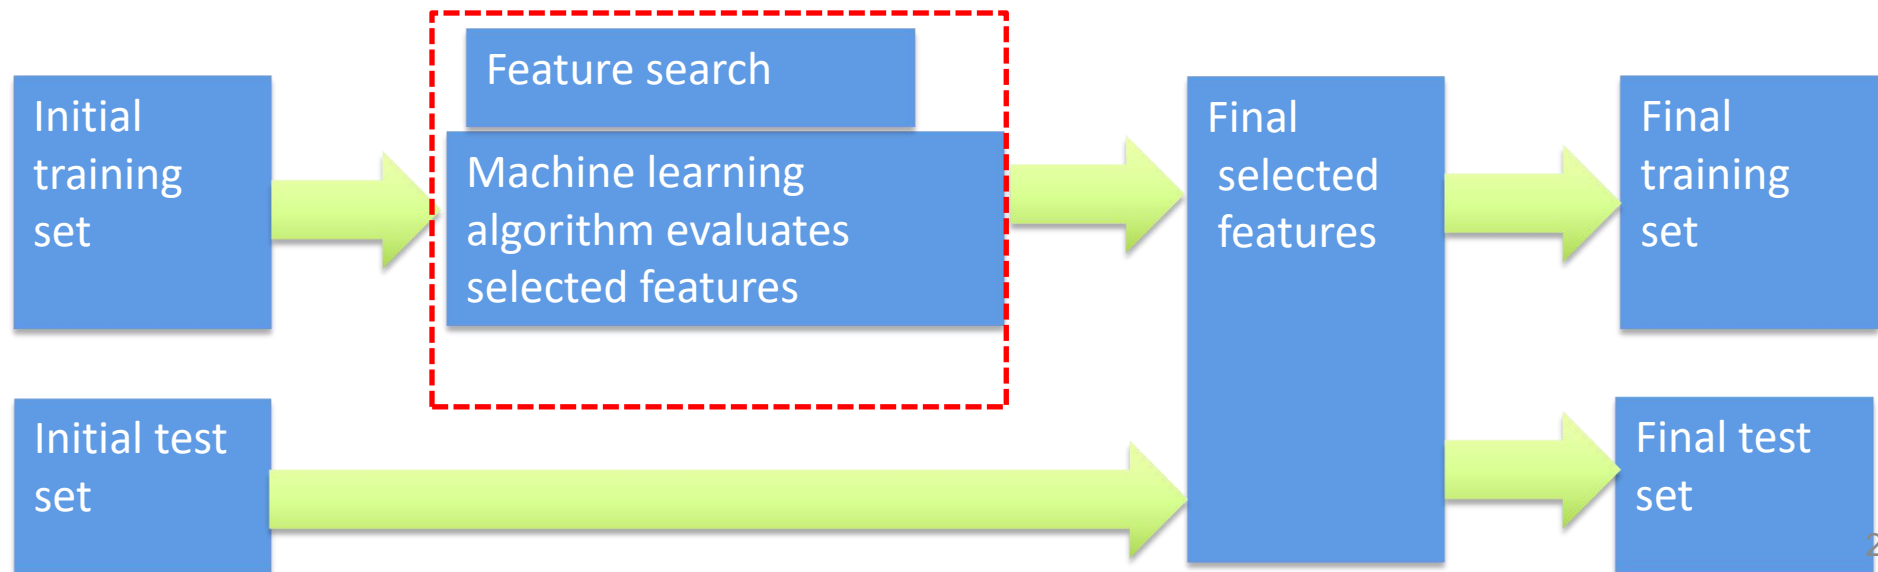 Initial
training
set
Feature search
Machine learning
algorithm evaluates
selected features
Final
selected
features
Final
training
set
Initial test
set
Final test
set
2